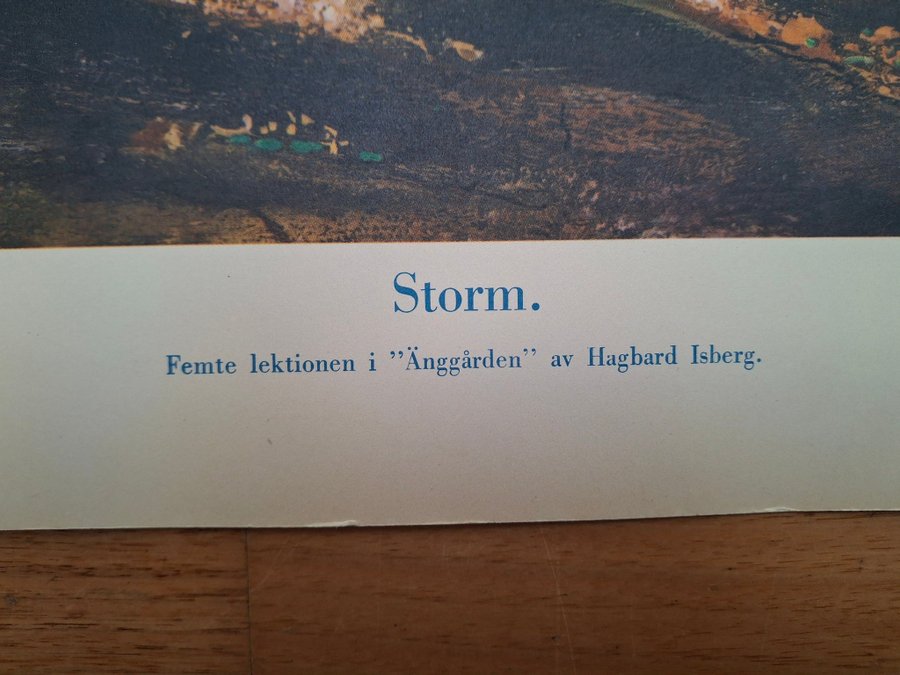 Storm.
Femte lektionen i ”Änggården” av Hagbard Isberg.